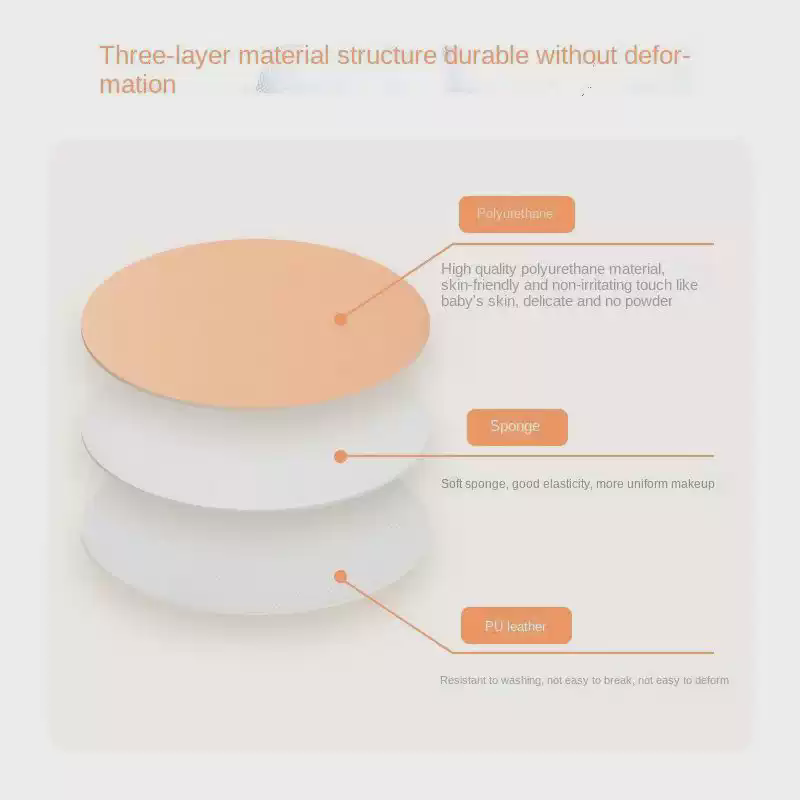 Three-layer material structure durable without defor-
mation
Polyurethane
High quality polyurethane material,
skin-friendly and non-irritating touch like
baby's skin, delicate and no powder
Sponge
Soft sponge, good elasticity, more uniform makeup
PU leather
Resistant to washing, not easy to break, not easy to deform